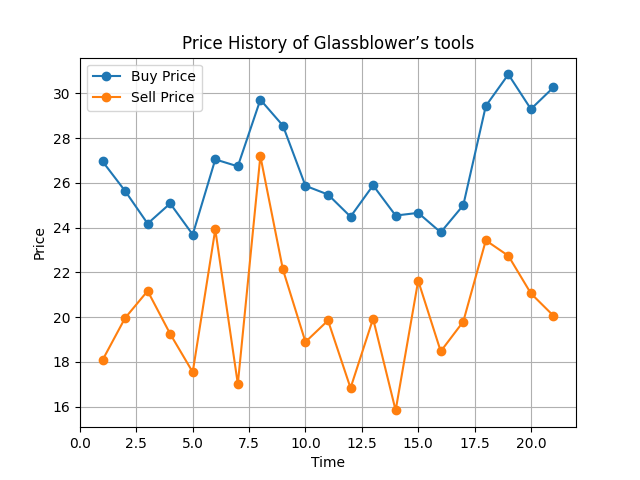 Price History of Glassblower’s tools
Buy Price
Sell Price
30
28
26
24
22
20
18
16
Price
0.0 2.5 5.0 7.5 10.0 12.5 15.0 17.5 20.0
Time